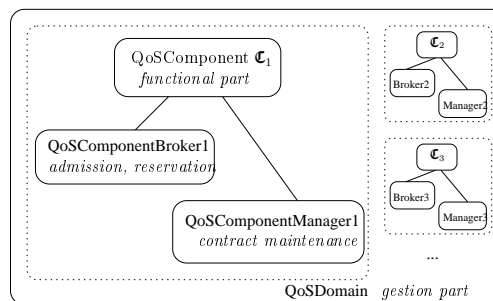 QoSComponent ℭ1
functional part
QoSComponentBroker1
admission, reservation
QoSComponentManager1
contract maintenance
ℭ2
Broker2
Manager2
ℭ3
Broker3
Manager3
...
QoSDomain gestion part